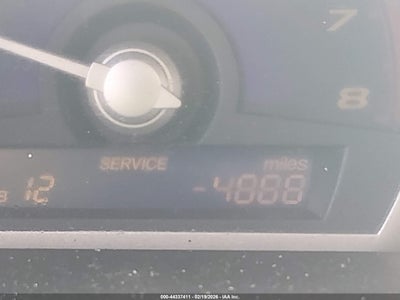 7
8
SERVICE miles
12 -4888
000-44337411 - 02/19/2026 - IAA Inc.